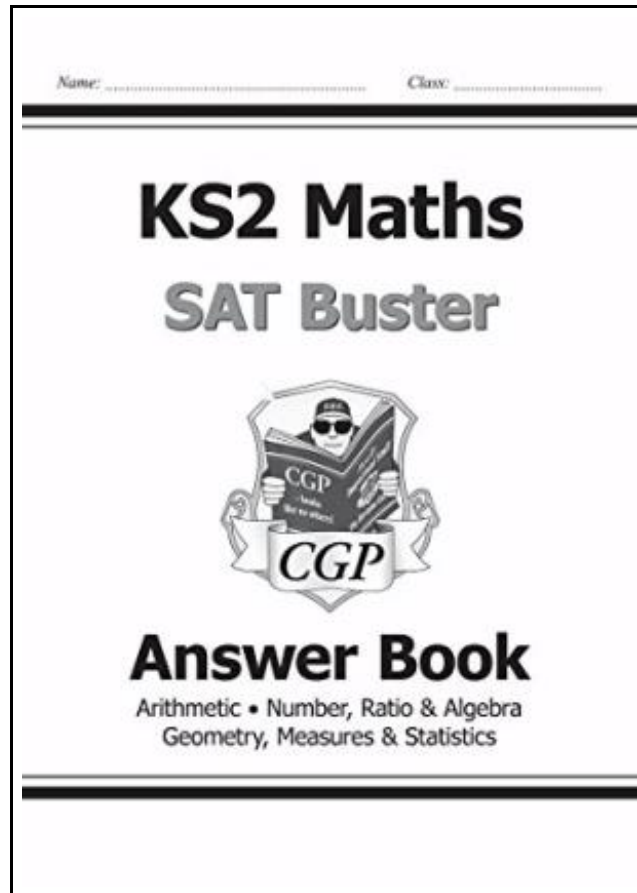 Name: Class:
KS2 Maths
SAT Buster
CGP
CGP
Answer Book
Arithmetic • Number, Ratio & Algebra
Geometry, Measures & Statistics